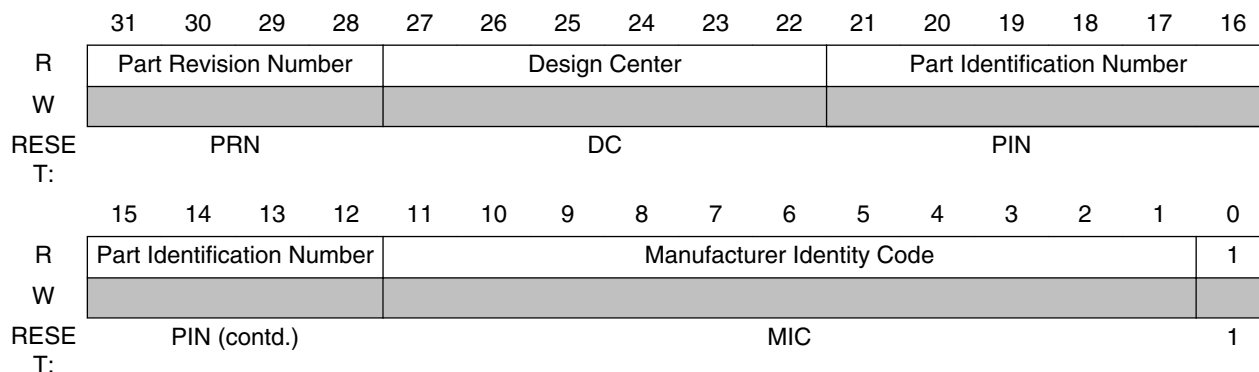 31 30 29 28 27 26 25 24 23 22 21 20 19 18 17 16
R Part Revision Number Design Center Part Identification Number
W
RESE PRN DC PIN
T:
15 14 13 12 11 10 9 8 7 6 5 4 3 2 1 0
R Part Identification Number Manufacturer Identity Code 1
W
RESE PIN (contd.) MIC 1
T: